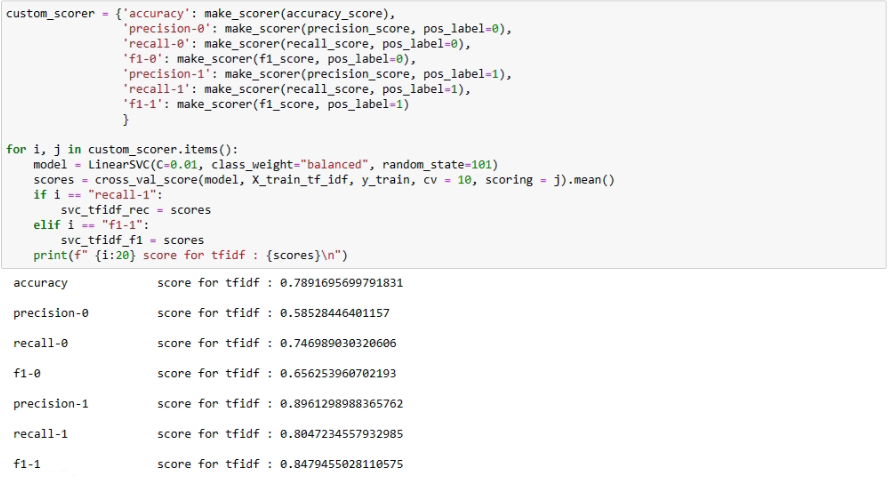 custom_scorer = {'accuracy': make_scorer(accuracy_score),
                 'precision-0': make_scorer(precision_score, pos_label=0),
                 'recall-0': make_scorer(recall_score, pos_label=0),
                 'f1-0': make_scorer(f1_score, pos_label=0),
                 'precision-1': make_scorer(precision_score, pos_label=1),
                 'recall-1': make_scorer(recall_score, pos_label=1),
                 'f1-1': make_scorer(f1_score, pos_label=1)
                 }
for i, j in custom_scorer.items():
    model = LinearSVC(C=0.01, class_weight="balanced", random_state=101)
    scores = cross_val_score(model, X_train_tf_idf, y_train, cv = 10, scoring = j).mean()
    if i == "recall-1":
        svc_tfidf_rec = scores
    elif i == "f1-1":
        svc_tfidf_f1 = scores
    print(f" {i:20} score for tfidf : {scores}\n")
accuracy             score for tfidf : 0.7891695699791831
precision-0          score for tfidf : 0.58528446401157
recall-0             score for tfidf : 0.746989030320606
f1-0                 score for tfidf : 0.656253960702193
precision-1          score for tfidf : 0.8961298988365762
recall-1             score for tfidf : 0.8047234557932985
f1-1                 score for tfidf : 0.8479455028110575